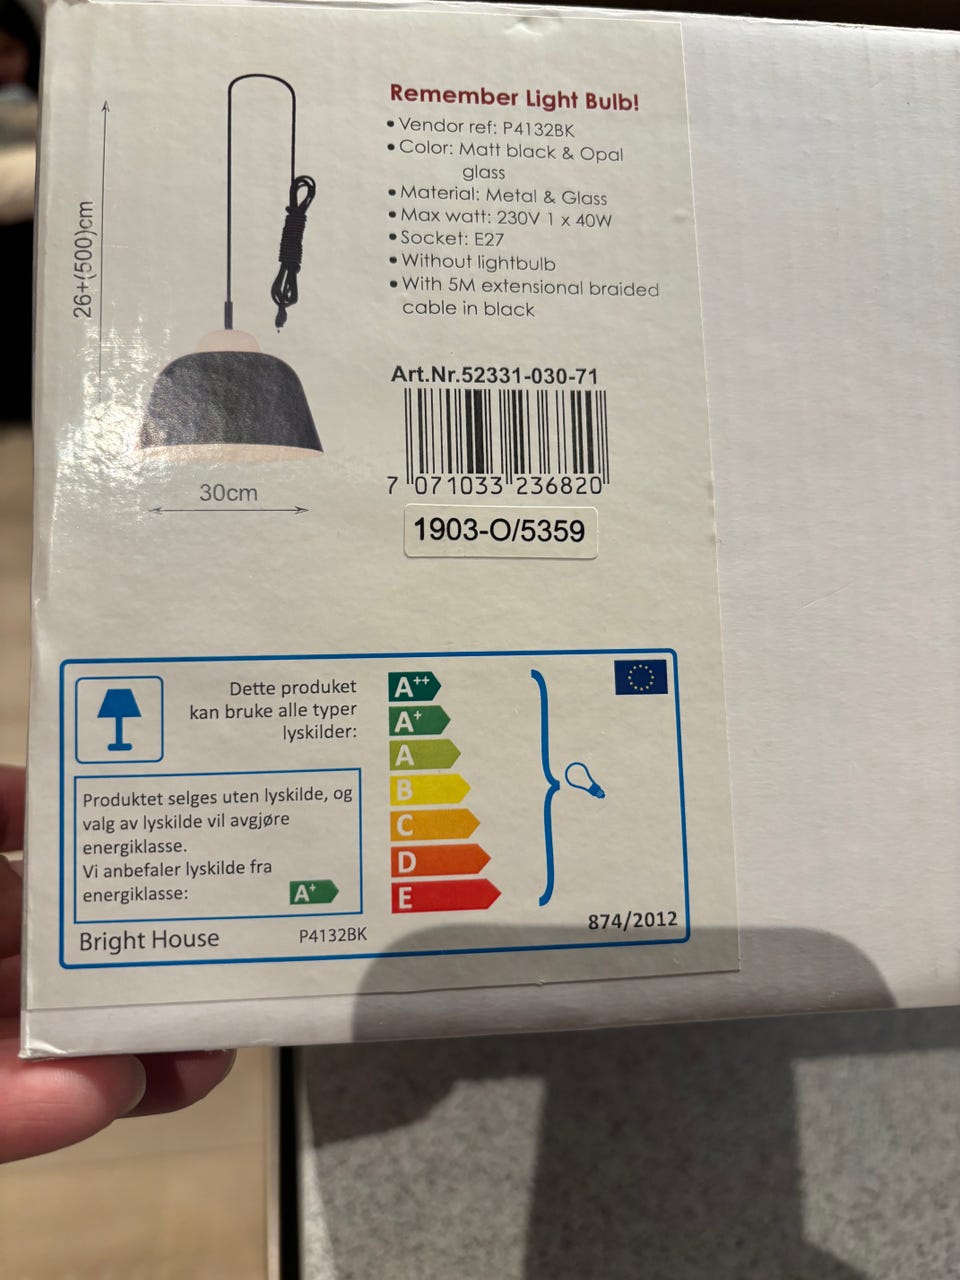 26+(500)cm
30cm
Remember Light Bulb!
• Vendor ref: P4132BK
• Color: Matt black & Opal
glass
• Material: Metal & Glass
• Max watt: 230V 1 x 40W
• Socket: E27
• Without lightbulb
• With 5M extensional braided
cable in black
Art.Nr.52331-030-71
7 071033 236820
1903-O/5359
Dette produket
kan bruke alle typer
lyskilder:
A++
A+
A
B
C
D
E
Produktet selges uten lyskilde, og
valg av lyskilde vil avgjøre
energiklasse.
Vi anbefaler lyskilde fra
energiklasse: A+
Bright House P4132BK
874/2012